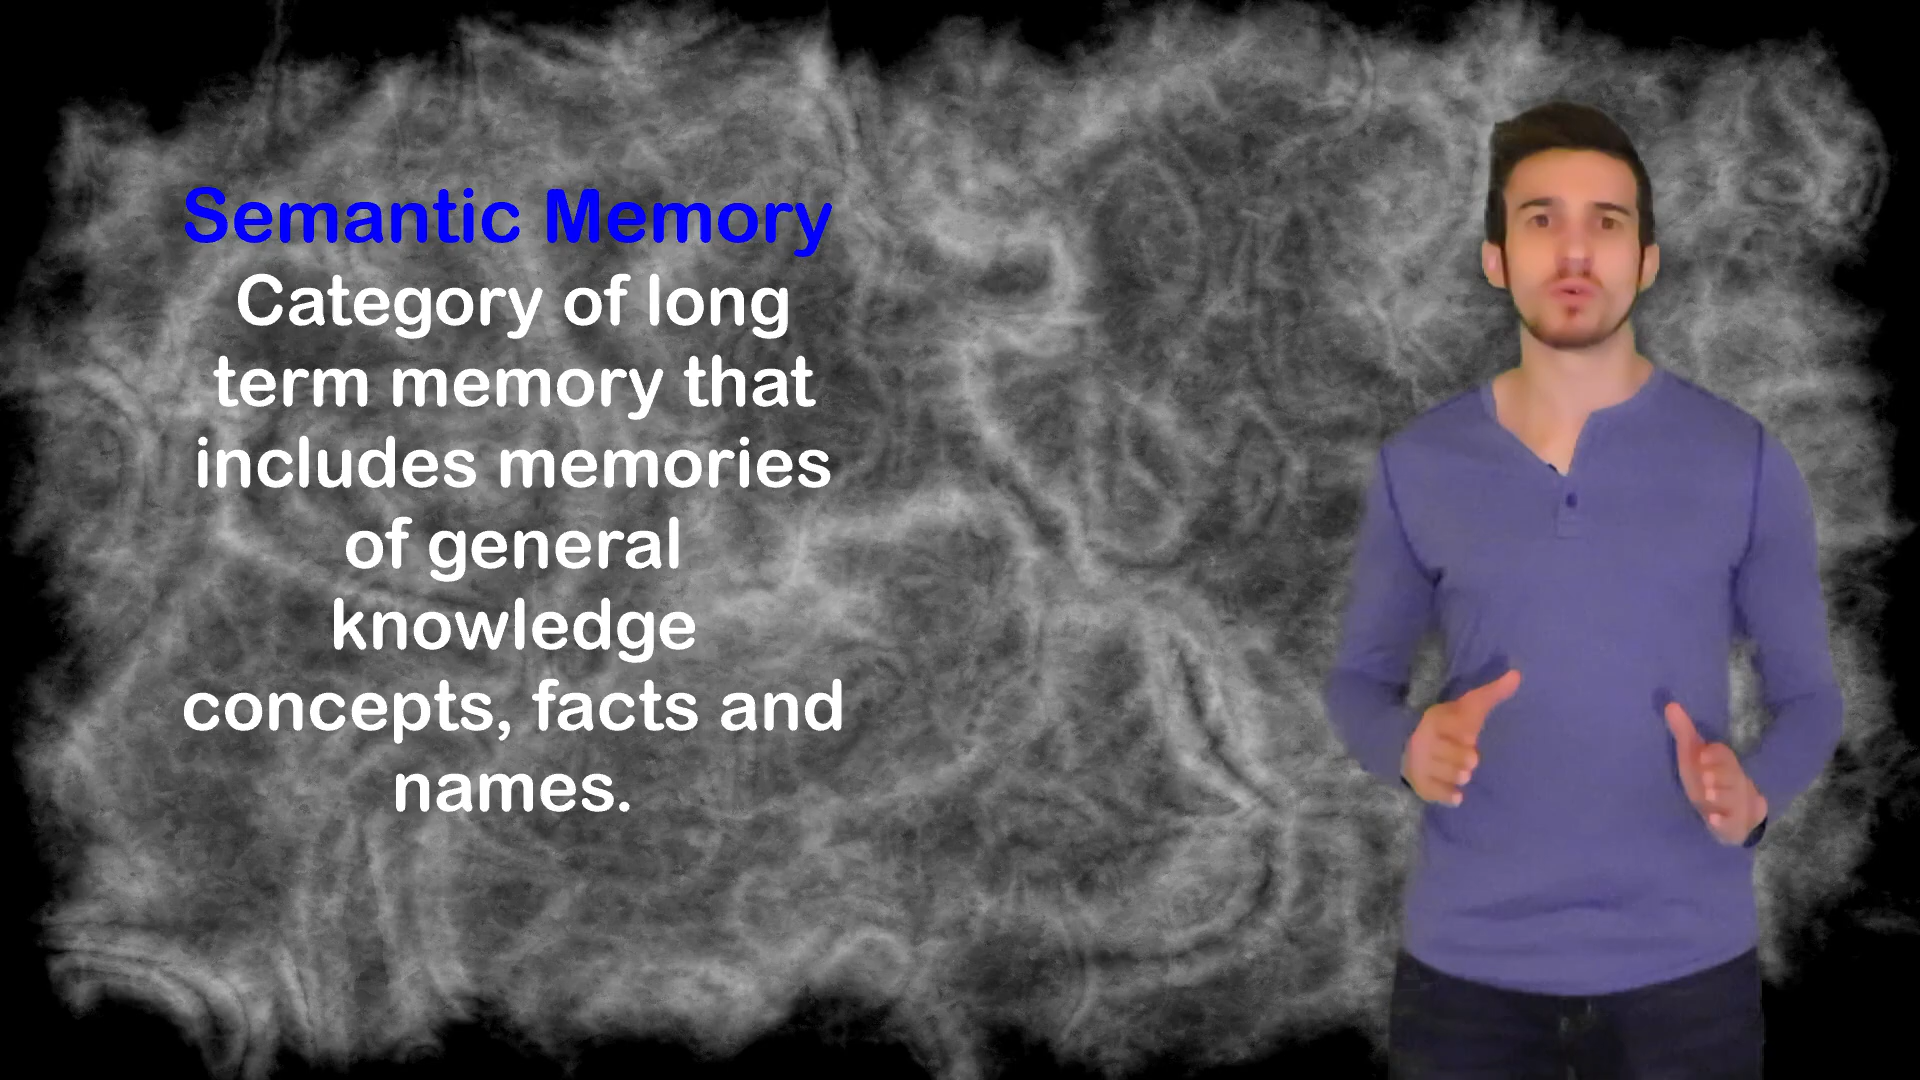 Semantic Memory
Category of long
term memory that
includes memories
of general
knowledge
concepts, facts and
names.